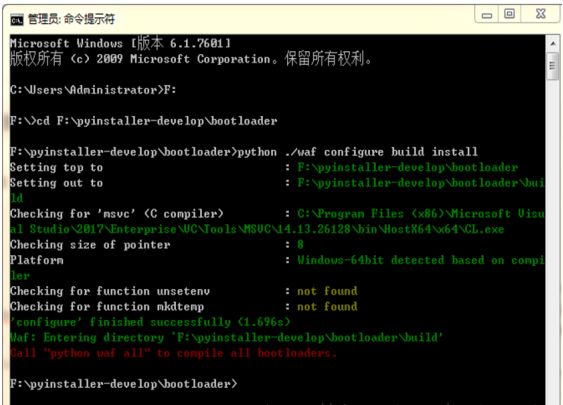 管理员: 命令提示符
Microsoft Windows [版本 6.1.7601]
版权所有 (c) 2009 Microsoft Corporation。保留所有权利。
C:\Users\Administrator>F:
F:\>cd F:\pyinstaller-develop\bootloader
F:\pyinstaller-develop\bootloader>python ./waf configure build install
Setting top to : F:\pyinstaller-develop\bootloader
Setting out to : F:\pyinstaller-develop\bootloader\bui
ld
Checking for 'msvc' (C compiler) : C:\Program Files (x86)\Microsoft Visu
al Studio\2017\Enterprise\VC\Tools\MSVC\14.13.26128\bin\HostX64\x64\CL.exe
Checking size of pointer : 8
Platform : Windows-64bit detected based on compi
ler
Checking for function unsetenv : not found
Checking for function mkdtemp : not found
'configure' finished successfully (1.696s)
Waf: Entering directory `F:\pyinstaller-develop\bootloader\build'
Call "python waf all" to compile all bootloaders.
F:\pyinstaller-develop\bootloader>